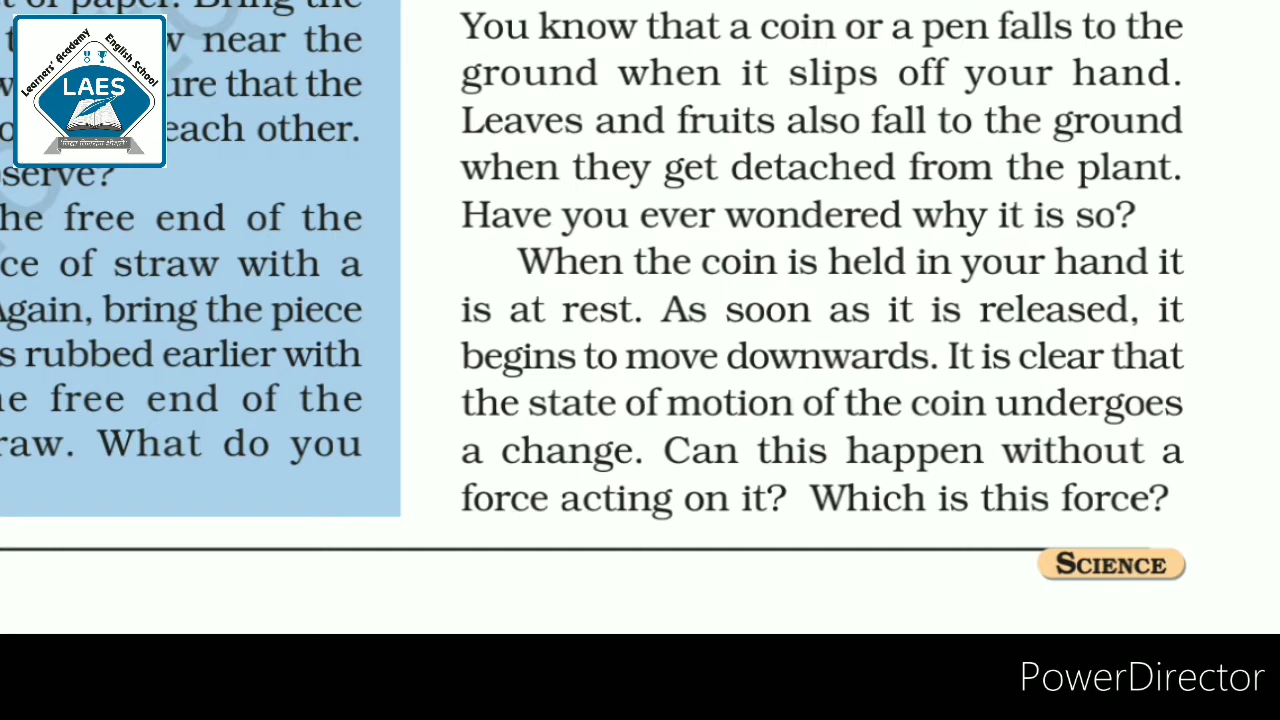 t of paper. Bring the
w near the
ure that the
each other.
serve?
he free end of the
ce of straw with a
Again, bring the piece
s rubbed earlier with
e free end of the
raw. What do you
You know that a coin or a pen falls to the
ground when it slips off your hand.
Leaves and fruits also fall to the ground
when they get detached from the plant.
Have you ever wondered why it is so?
When the coin is held in your hand it
is at rest. As soon as it is released, it
begins to move downwards. It is clear that
the state of motion of the coin undergoes
a change. Can this happen without a
force acting on it? Which is this force?
SCIENCE
Learners' Academy English School
LAES
PowerDirector